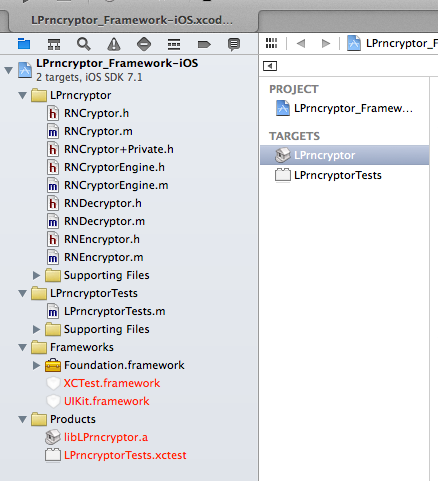 LPrncryptor_Framework-iOS.xcod...
LPrncryptor_Framework-iOS
2 targets, iOS SDK 7.1
LPrncryptor
RNCryptor.h
RNCryptor.m
RNCryptor+Private.h
RNCryptorEngine.h
RNCryptorEngine.m
RNDecryptor.h
RNDecryptor.m
RNEncryptor.h
RNEncryptor.m
Supporting Files
LPrncryptorTests
LPrncryptorTests.m
Supporting Files
Frameworks
Foundation.framework
XCTest.framework
UIKit.framework
Products
libLPrncryptor.a
LPrncryptorTests.xctest
LPrncryptor_F
PROJECT
LPrncryptor_Framew...
TARGETS
LPrncryptor
LPrncryptorTests